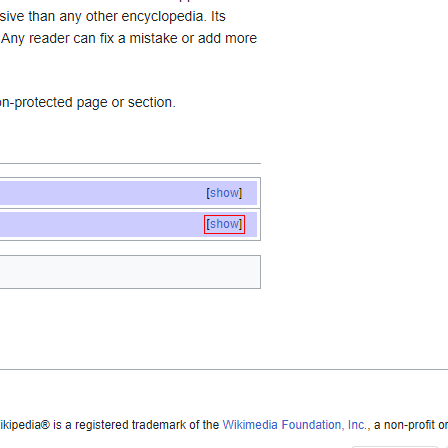 sive than any other encyclopedia. Its
Any reader can fix a mistake or add more
n-protected page or section.
[show]
[show]
ikipedia® is a registered trademark of the Wikimedia Foundation, Inc., a non-profit or